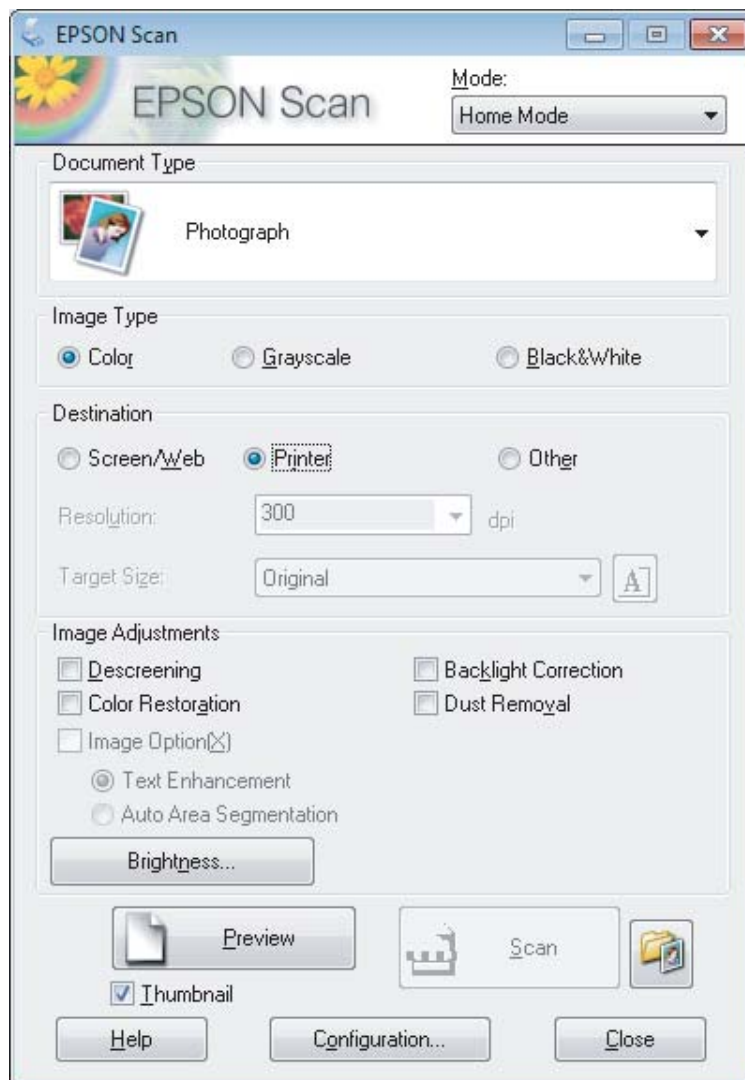 EPSON Scan
EPSON Scan
Mode:
Home Mode
Document Type
Photograph
Image Type
Color Grayscale Black&White
Destination
Screen/Web Printer Other
Resolution: 300 dpi
Target Size: Original A
Image Adjustments
Descreening Backlight Correction
Color Restoration Dust Removal
Image Option(X)
Text Enhancement
Auto Area Segmentation
Brightness...
Preview Scan
Thumbnail
Help Configuration... Close